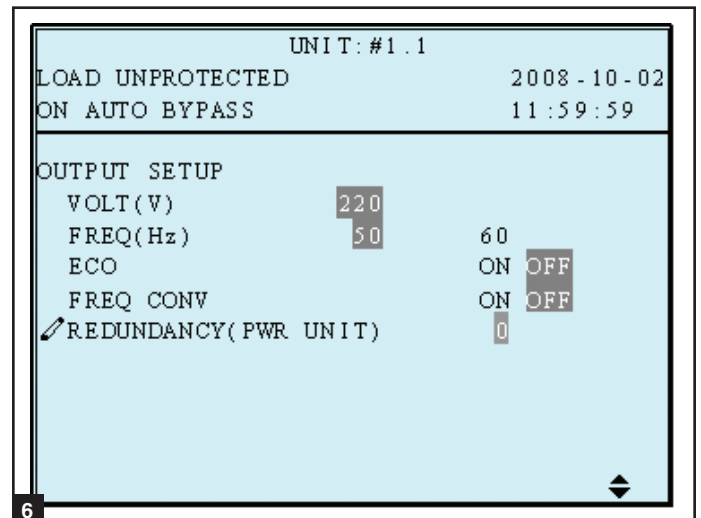 UNIT:#1.1
LOAD UNPROTECTED 2008-10-02
ON AUTO BYPASS 11:59:59
OUTPUT SETUP
VOLT(V) 220
FREQ(Hz) 50 60
ECO ON OFF
FREQ CONV ON OFF
REDUNDANCY(PWR UNIT) 0
6